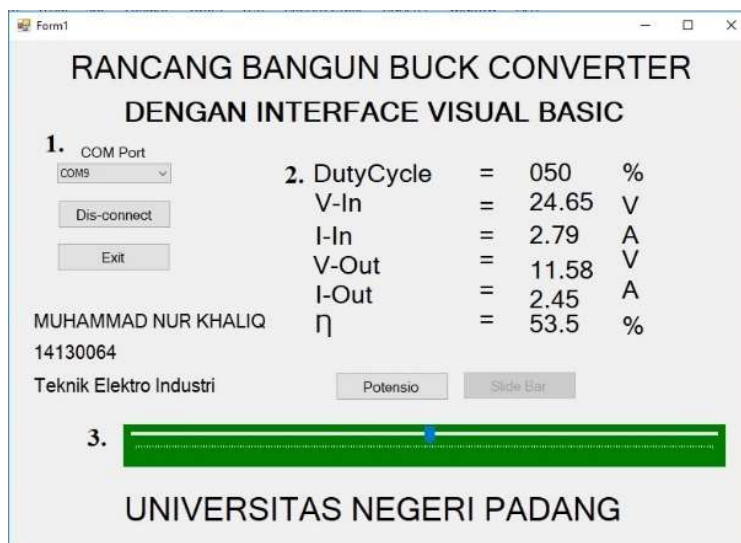 Form1
RANCANG BANGUN BUCK CONVERTER
DENGAN INTERFACE VISUAL BASIC
1. COM Port
COM9
Dis-connect
Exit
2. DutyCycle = 050 %
V-In = 24.65 V
I-In = 2.79 A
V-Out = 11.58 V
I-Out = 2.45 A
η = 53.5 %
MUHAMMAD NUR KHALIQ
14130064
Teknik Elektro Industri
Potensio Slide Bar
3.
UNIVERSITAS NEGERI PADANG